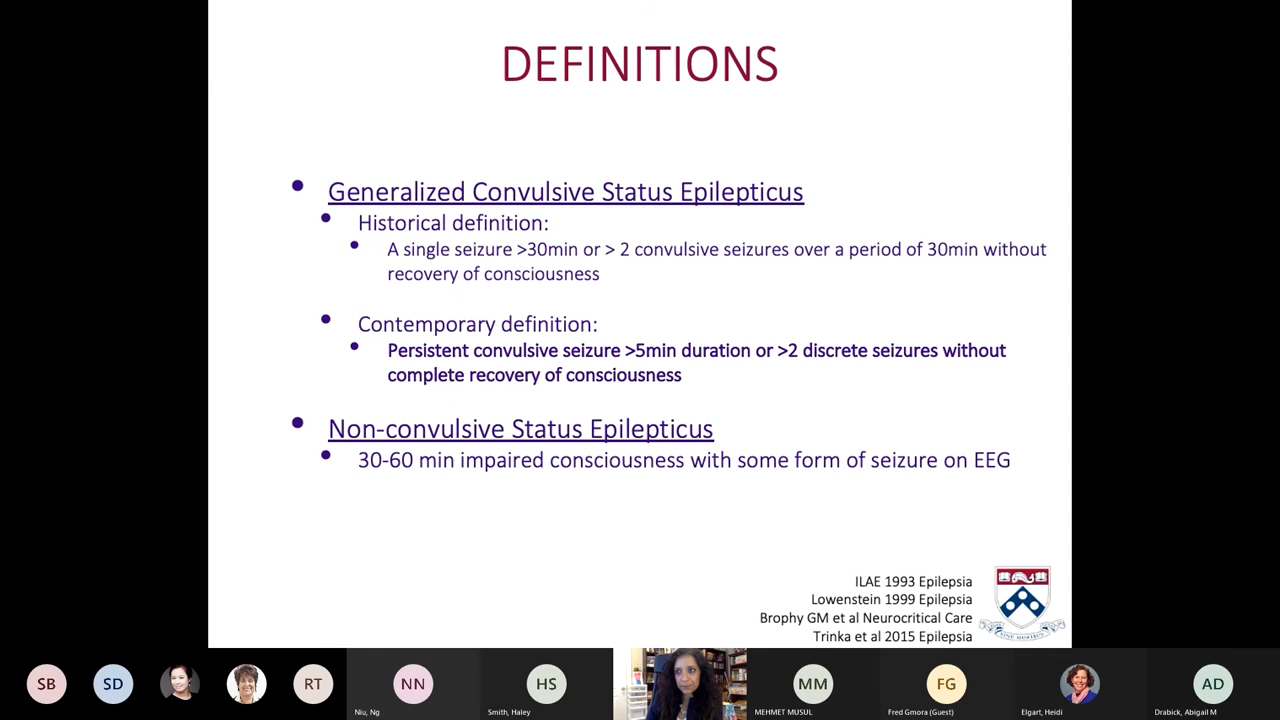 DEFINITIONS
• Generalized Convulsive Status Epilepticus
• Historical definition:
• A single seizure >30min or > 2 convulsive seizures over a period of 30min without
recovery of consciousness
• Contemporary definition:
• Persistent convulsive seizure >5min duration or >2 discrete seizures without
complete recovery of consciousness
• Non-convulsive Status Epilepticus
• 30-60 min impaired consciousness with some form of seizure on EEG
ILAE 1993 Epilepsia
Lowenstein 1999 Epilepsia
Brophy GM et al Neurocritical Care
Trinka et al 2015 Epilepsia
SB
SD
RT
NN
HS
MM
FG
AD
Niu, Ng
Smith, Haley
MEHMET MUSUL
Fred Gmora (Guest)
Elgart, Heidi
Drabick, Abigail M